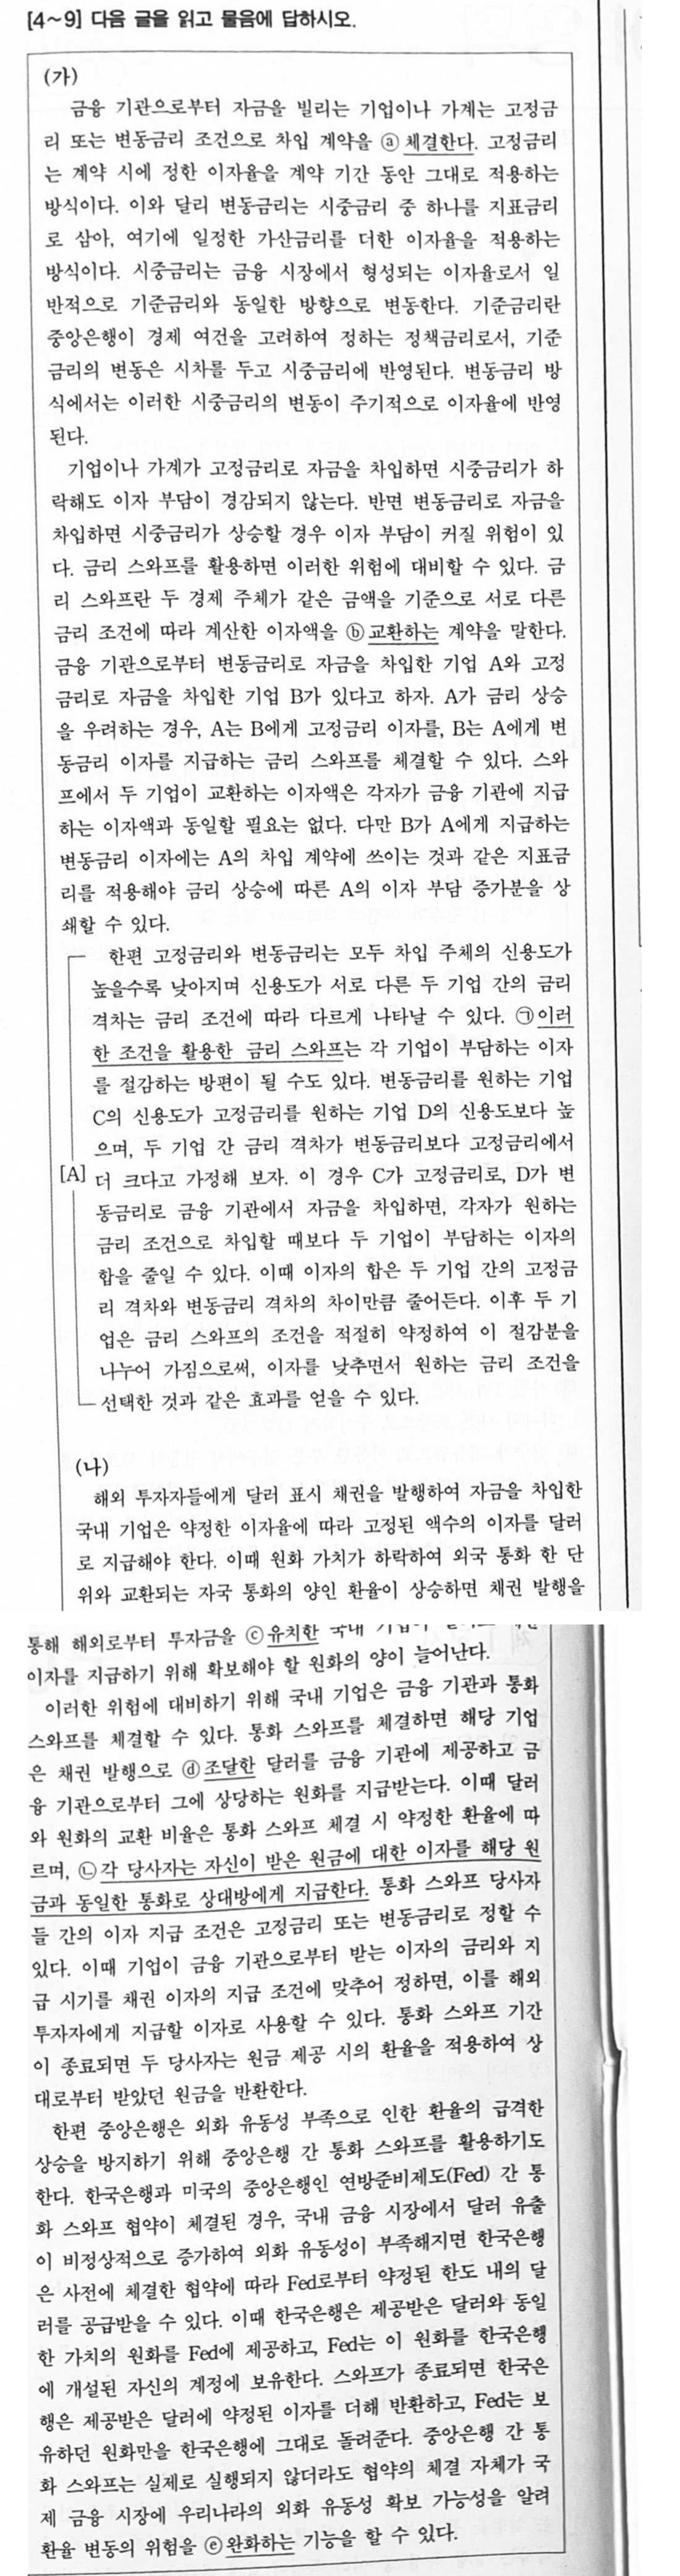 [4~9] 다음 글을 읽고 물음에 답하시오.
(가)
금융 기관으로부터 자금을 빌리는 기업이나 가계는 고정금
리 또는 변동금리 조건으로 차입 계약을 ⓐ체결한다. 고정금리
는 계약 시에 정한 이자율을 계약 기간 동안 그대로 적용하는
방식이다. 이와 달리 변동금리는 시중금리 중 하나를 지표금리
로 삼아, 여기에 일정한 가산금리를 더한 이자율을 적용하는
방식이다. 시중금리는 금융 시장에서 형성되는 이자율로서 일
반적으로 기준금리와 동일한 방향으로 변동한다. 기준금리란
중앙은행이 경제 여건을 고려하여 정하는 정책금리로서, 기준
금리의 변동은 시차를 두고 시중금리에 반영된다. 변동금리 방
식에서는 이러한 시중금리의 변동이 주기적으로 이자율에 반영
된다.
기업이나 가계가 고정금리로 자금을 차입하면 시중금리가 하
락해도 이자 부담이 경감되지 않는다. 반면 변동금리로 자금을
차입하면 시중금리가 상승할 경우 이자 부담이 커질 위험이 있
다. 금리 스와프를 활용하면 이러한 위험에 대비할 수 있다. 금
리 스와프란 두 경제 주체가 같은 금액을 기준으로 서로 다른
금리 조건에 따라 계산한 이자액을 ⓑ교환하는 계약을 말한다.
금융 기관으로부터 변동금리로 자금을 차입한 기업 A와 고정
금리로 자금을 차입한 기업 B가 있다고 하자. A가 금리 상승
을 우려하는 경우, A는 B에게 고정금리 이자를, B는 A에게 변
동금리 이자를 지급하는 금리 스와프를 체결할 수 있다. 스와
프에서 두 기업이 교환하는 이자액은 각자가 금융 기관에 지급
하는 이자액과 동일할 필요는 없다. 다만 B가 A에게 지급하는
변동금리 이자에는 A의 차입 계약에 쓰이는 것과 같은 지표금
리를 적용해야 금리 상승에 따른 A의 이자 부담 증가분을 상
쇄할 수 있다.
한편 고정금리와 변동금리는 모두 차입 주체의 신용도가
높을수록 낮아지며 신용도가 서로 다른 두 기업 간의 금리
격차는 금리 조건에 따라 다르게 나타날 수 있다. ㉠이러
한 조건을 활용한 금리 스와프는 각 기업이 부담하는 이자
를 절감하는 방편이 될 수도 있다. 변동금리를 원하는 기업
C의 신용도가 고정금리를 원하는 기업 D의 신용도보다 높
으며, 두 기업 간 금리 격차가 변동금리보다 고정금리에서
[A] 더 크다고 가정해 보자. 이 경우 C가 고정금리로, D가 변
동금리로 금융 기관에서 자금을 차입하면, 각자가 원하는
금리 조건으로 차입할 때보다 두 기업이 부담하는 이자의
합을 줄일 수 있다. 이때 이자의 합은 두 기업 간의 고정금
리 격차와 변동금리 격차의 차이만큼 줄어든다. 이후 두 기
업은 금리 스와프의 조건을 적절히 약정하여 이 절감분을
나누어 가짐으로써, 이자를 낮추면서 원하는 금리 조건을
선택한 것과 같은 효과를 얻을 수 있다.
(나)
해외 투자자들에게 달러 표시 채권을 발행하여 자금을 차입한
국내 기업은 약정한 이자율에 따라 고정된 액수의 이자를 달러
로 지급해야 한다. 이때 원화 가치가 하락하여 외국 통화 한 단
위와 교환되는 자국 통화의 양인 환율이 상승하면 채권 발행을
통해 해외로부터 투자금을 ⓒ유치한 국내
이자를 지급하기 위해 확보해야 할 원화의 양이 늘어난다.
이러한 위험에 대비하기 위해 국내 기업은 금융 기관과 통화
스와프를 체결할 수 있다. 통화 스와프를 체결하면 해당 기업
은 채권 발행으로 ⓓ조달한 달러를 금융 기관에 제공하고 금
융 기관으로부터 그에 상당하는 원화를 지급받는다. 이때 달러
와 원화의 교환 비율은 통화 스와프 체결 시 약정한 환율에 따
르며, ㉡각 당사자는 자신이 받은 원금에 대한 이자를 해당 원
금과 동일한 통화로 상대방에게 지급한다. 통화 스와프 당사자
들 간의 이자 지급 조건은 고정금리 또는 변동금리로 정할 수
있다. 이때 기업이 금융 기관으로부터 받는 이자의 금리와 지
급 시기를 채권 이자의 지급 조건에 맞추어 정하면, 이를 해외
투자자에게 지급할 이자로 사용할 수 있다. 통화 스와프 기간
이 종료되면 두 당사자는 원금 제공 시의 환율을 적용하여 상
대로부터 받았던 원금을 반환한다.
한편 중앙은행은 외화 유동성 부족으로 인한 환율의 급격한
상승을 방지하기 위해 중앙은행 간 통화 스와프를 활용하기도
한다. 한국은행과 미국의 중앙은행인 연방준비제도(Fed) 간 통
화 스와프 협약이 체결된 경우, 국내 금융 시장에서 달러 유출
이 비정상적으로 증가하여 외화 유동성이 부족해지면 한국은행
은 사전에 체결한 협약에 따라 Fed로부터 약정된 한도 내의 달
러를 공급받을 수 있다. 이때 한국은행은 제공받은 달러와 동일
한 가치의 원화를 Fed에 제공하고, Fed는 이 원화를 한국은행
에 개설된 자신의 계정에 보유한다. 스와프가 종료되면 한국은
행은 제공받은 달러에 약정된 이자를 더해 반환하고, Fed는 보
유하던 원화만을 한국은행에 그대로 돌려준다. 중앙은행 간 통
화 스와프는 실제로 실행되지 않더라도 협약의 체결 자체가 국
제 금융 시장에 우리나라의 외화 유동성 확보 가능성을 알려
환율 변동의 위험을 ⓔ완화하는 기능을 할 수 있다.